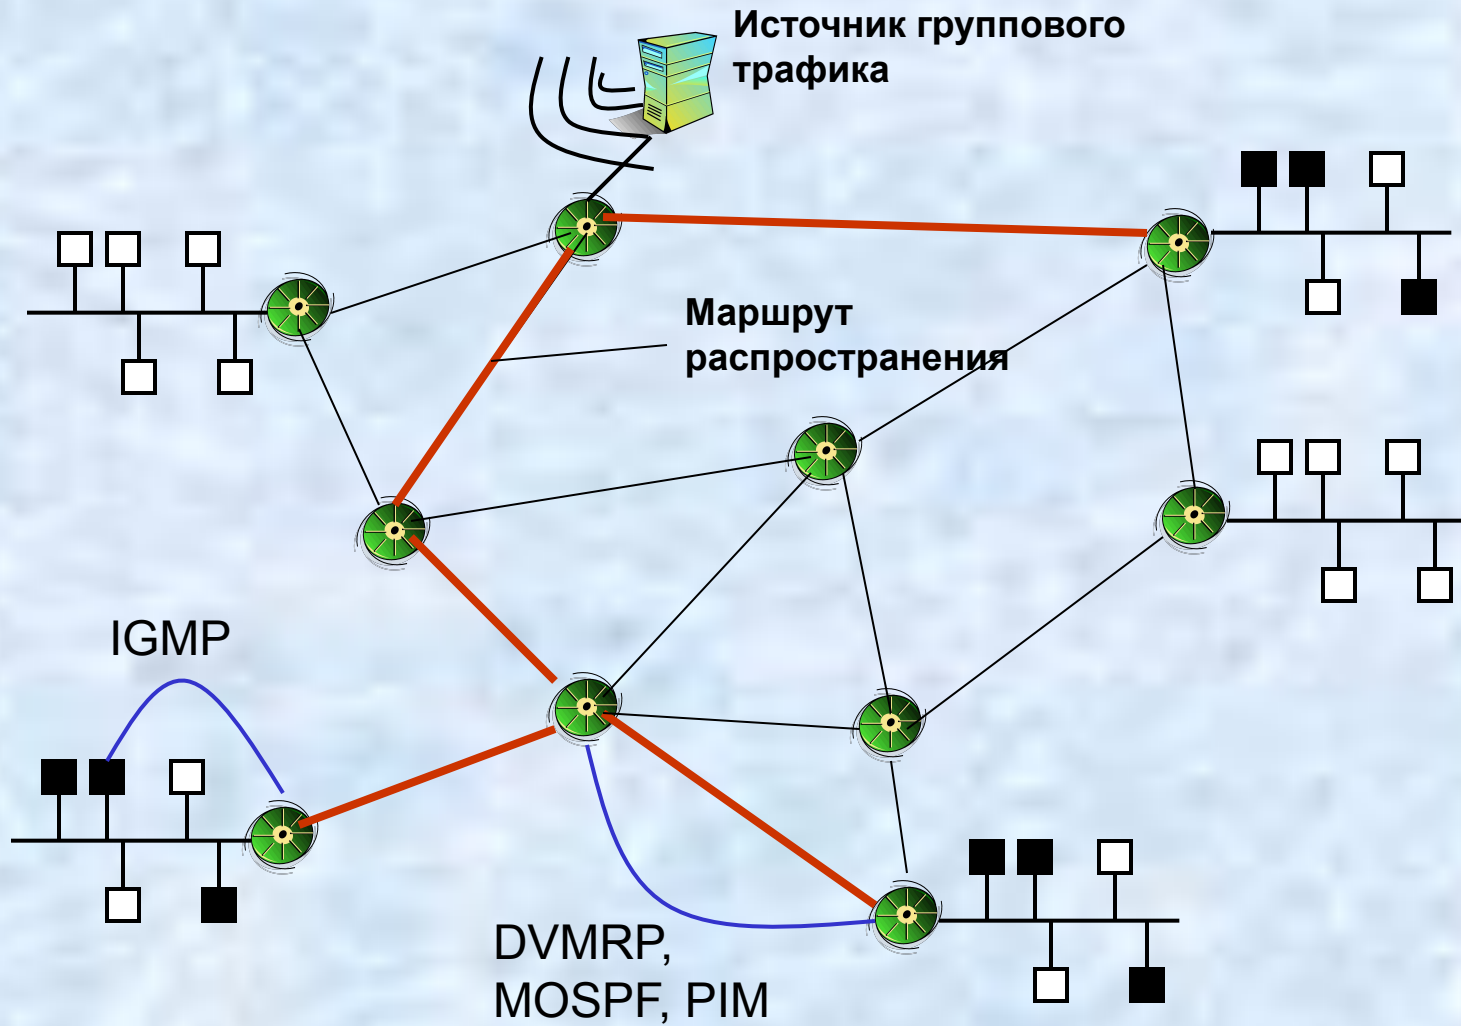 Источник группового
трафика
Маршрут
распространения
IGMP
DVMRP,
MOSPF, PIM